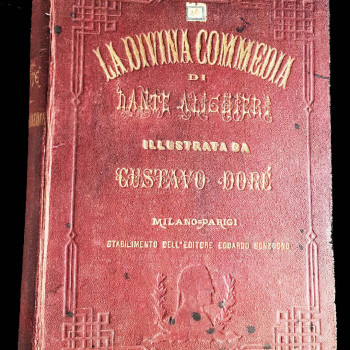 LA DIVINA COMMEDIA
DI
DANTE ALIGHIERI
ILLUSTRATA DA
GUSTAVO DORÉ
MILANO=PARIGI
STABILIMENTO DELL'EDITORE EDOARDO SONZOGNO